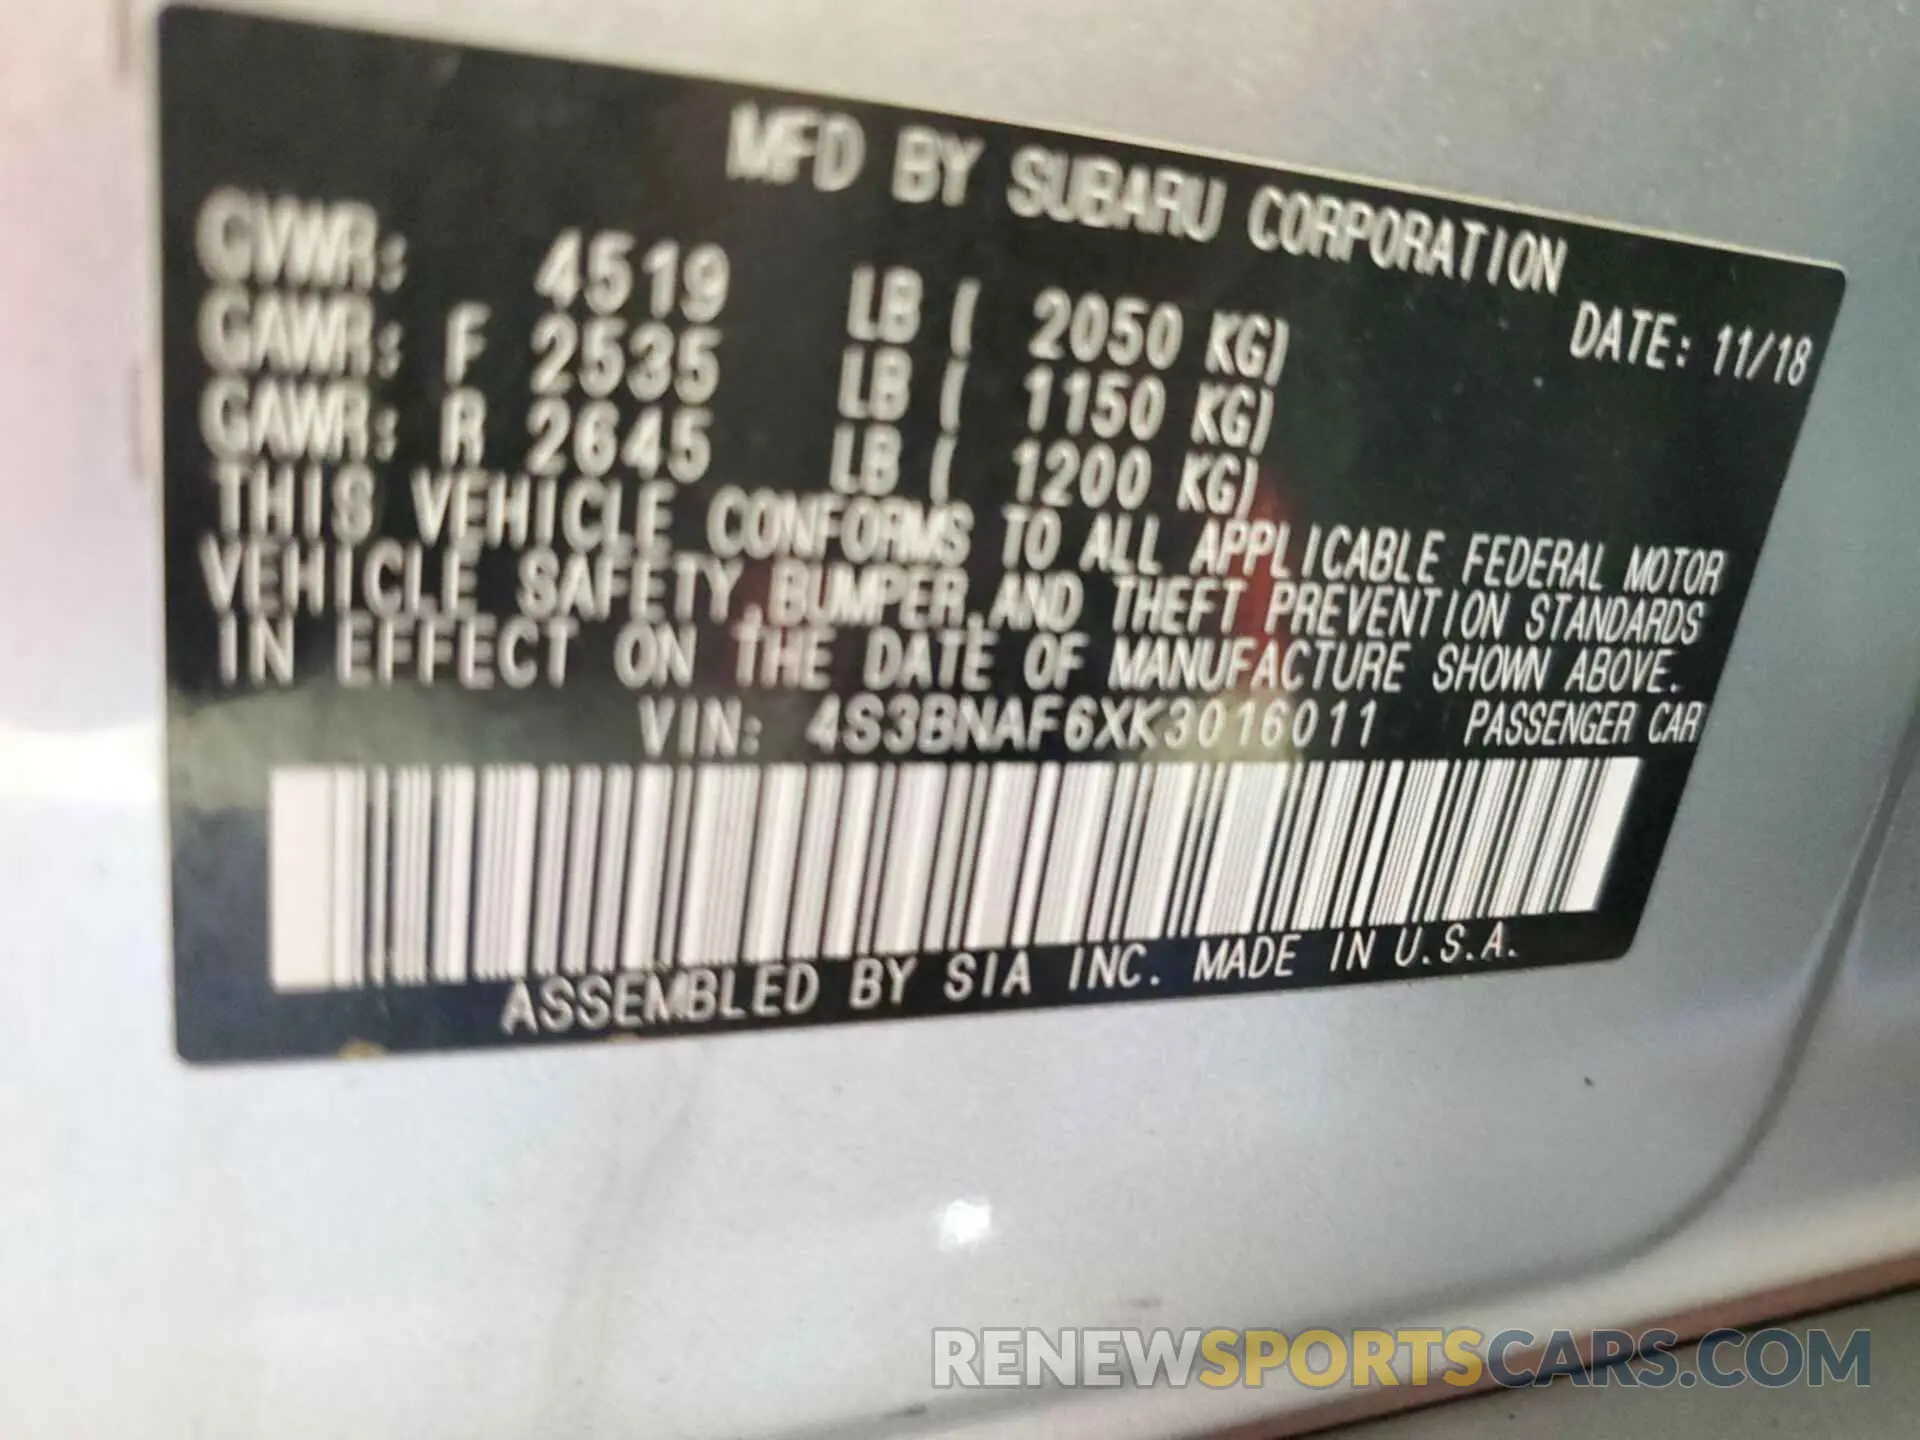 MFD BY SUBARU CORPORATION
GVWR: 4519 LB ( 2050 KG) DATE: 11/18
GAWR: F 2535 LB ( 1150 KG)
GAWR: R 2645 LB ( 1200 KG)
THIS VEHICLE CONFORMS TO ALL APPLICABLE FEDERAL MOTOR
VEHICLE SAFETY,BUMPER,AND THEFT PREVENTION STANDARDS
IN EFFECT ON THE DATE OF MANUFACTURE SHOWN ABOVE.
VIN: 4S3BNAF6XK3016011 PASSENGER CAR
ASSEMBLED BY SIA INC. MADE IN U.S.A.
RENEWSPORTSCARS.COM